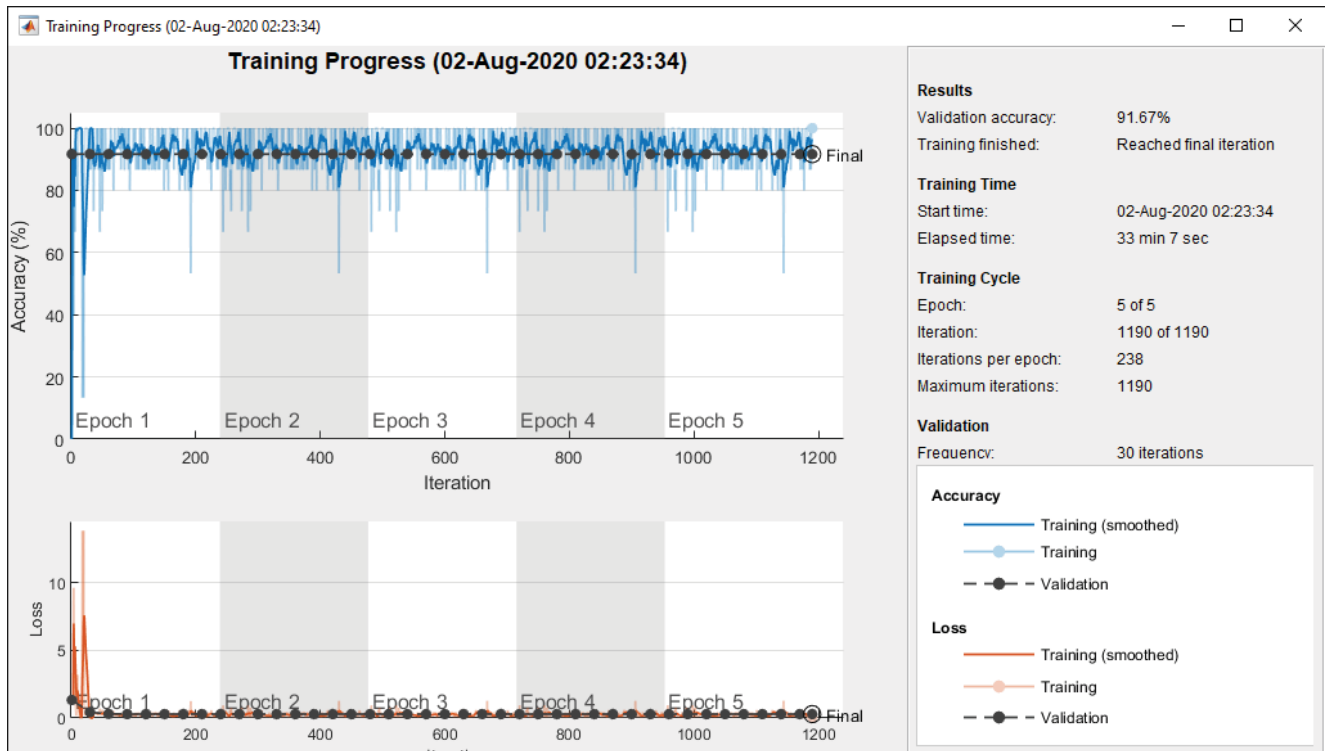 Training Progress (02-Aug-2020 02:23:34)
Training Progress (02-Aug-2020 02:23:34)
Accuracy (%)
100
80
60
40
20
0
Final
Epoch 1 Epoch 2 Epoch 3 Epoch 4 Epoch 5
0 200 400 600 800 1000 1200
Iteration
Loss
10
5
0
Epoch 1 Epoch 2 Epoch 3 Epoch 4 Epoch 5
Final
0 200 400 600 800 1000 1200
Results
Validation accuracy: 91.67%
Training finished: Reached final iteration
Training Time
Start time: 02-Aug-2020 02:23:34
Elapsed time: 33 min 7 sec
Training Cycle
Epoch: 5 of 5
Iteration: 1190 of 1190
Iterations per epoch: 238
Maximum iterations: 1190
Validation
Frequency: 30 iterations
Accuracy
Training (smoothed)
Training
Validation
Loss
Training (smoothed)
Training
Validation